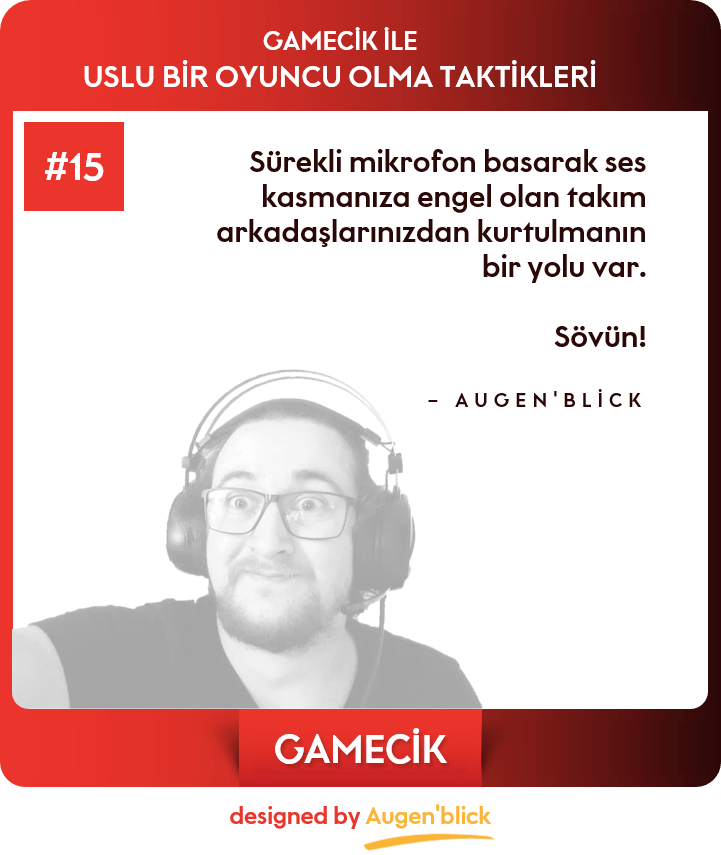 GAMECİK İLE
USLU BİR OYUNCU OLMA TAKTİKLERİ
#15
Sürekli mikrofon basarak ses
kasmanıza engel olan takım
arkadaşlarınızdan kurtulmanın
bir yolu var.
Sövün!
– AUGEN'BLİCK
GAMECİK
designed by Augen'blick